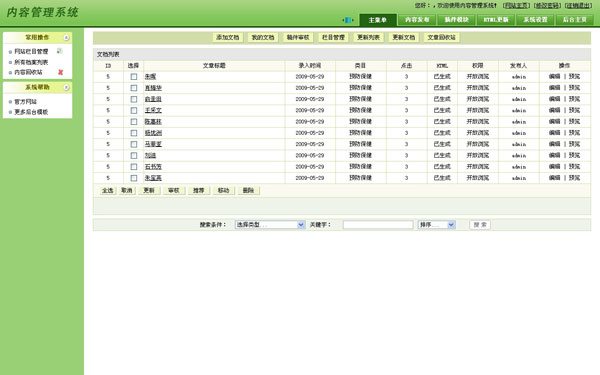 您好：，欢迎使用内容管理系统！ [网站主页] [修改密码] [注销退出]
内容管理系统
主菜单 内容发布 稿件模块 HTML更新 系统设置 后台主页
常用操作
网站栏目管理
所有档案列表
内容回收站
系统帮助
官方网站
更多后台模板
添加文档 我的文档 稿件审核 栏目管理 更新列表 更新文档 文章回收站
文档列表
ID 选择 文章标题 录入时间 类目 点击 HTML 权限 发布人 操作
5 2009-05-29 预防保健 3 已生成 开放浏览 admin 编辑 | 预览
5 肖梅华 2009-05-29 预防保健 3 已生成 开放浏览 admin 编辑 | 预览
5 2009-05-29 预防保健 3 已生成 开放浏览 admin 编辑 | 预览
5 王采文 2009-05-29 预防保健 3 已生成 开放浏览 admin 编辑 | 预览
5 陈嘉林 2009-05-29 预防保健 3 已生成 开放浏览 admin 编辑 | 预览
5 杨优洲 2009-05-29 预防保健 3 已生成 开放浏览 admin 编辑 | 预览
5 2009-05-29 预防保健 3 已生成 开放浏览 admin 编辑 | 预览
5 刘迪 2009-05-29 预防保健 3 已生成 开放浏览 admin 编辑 | 预览
5 石书芳 2009-05-29 预防保健 3 已生成 开放浏览 admin 编辑 | 预览
5 朱宝英 2009-05-29 预防保健 3 已生成 开放浏览 admin 编辑 | 预览
全选 取消 更新 审核 推荐 移动 删除
搜索条件： 选择类型... 关键字： 排序... 搜 索